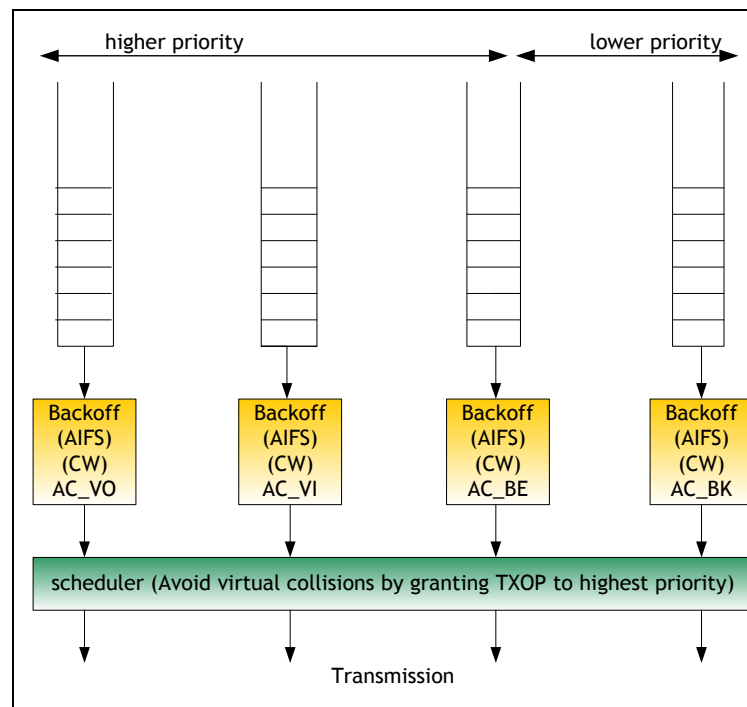 higher priority
lower priority
Backoff
(AIFS)
(CW)
AC_VO
Backoff
(AIFS)
(CW)
AC_VI
Backoff
(AIFS)
(CW)
AC_BE
Backoff
(AIFS)
(CW)
AC_BK
scheduler (Avoid virtual collisions by granting TXOP to highest priority)
Transmission